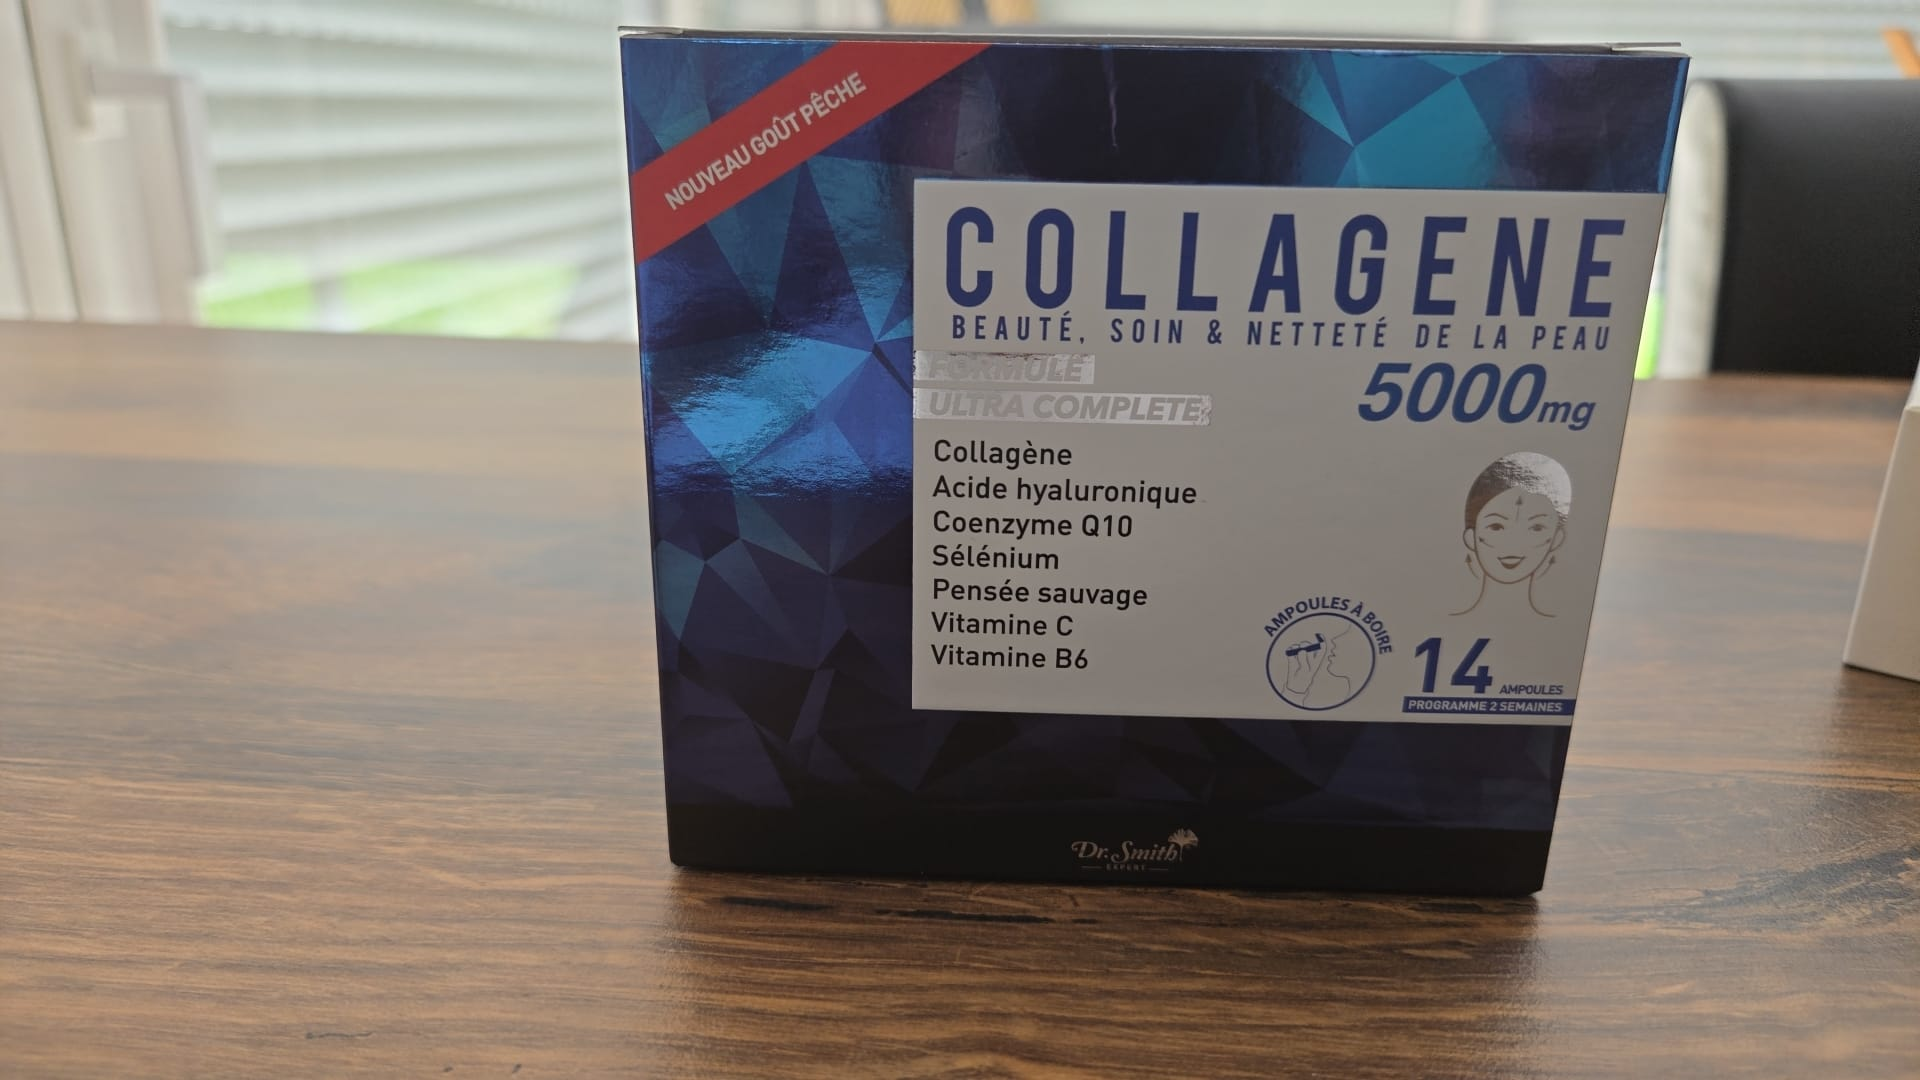 NOUVEAU GOÛT PÊCHE
COLLAGENE
BEAUTÉ, SOIN & NETTETÉ DE LA PEAU
FORMULE
ULTRA COMPLETE
5000mg
Collagène
Acide hyaluronique
Coenzyme Q10
Sélénium
Pensée sauvage
Vitamine C
Vitamine B6
AMPOULES À BOIRE
14 AMPOULES
PROGRAMME 2 SEMAINES
Dr. Smith
EXPERT